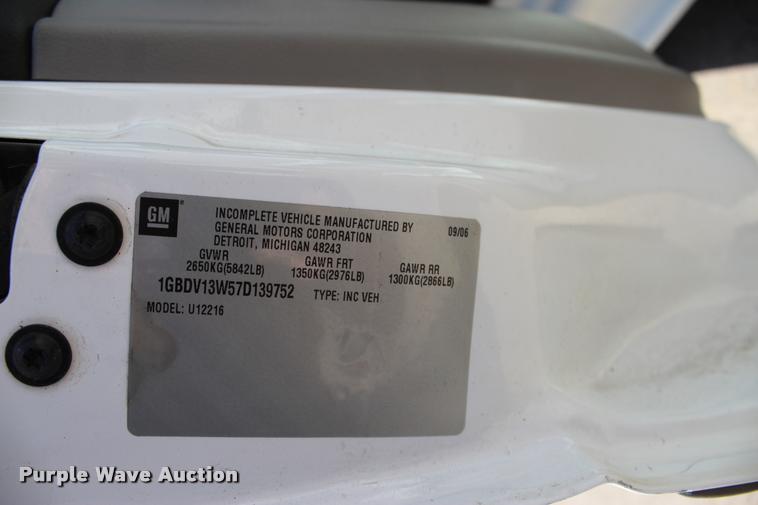 GM
INCOMPLETE VEHICLE MANUFACTURED BY
GENERAL MOTORS CORPORATION
DETROIT, MICHIGAN 48243
09/06
GVWR GAWR FRT GAWR RR
2650KG(5842LB) 1350KG(2976LB) 1300KG(2866LB)
1GBDV13W57D139752 TYPE: INC VEH
MODEL: U12216
Purple Wave Auction